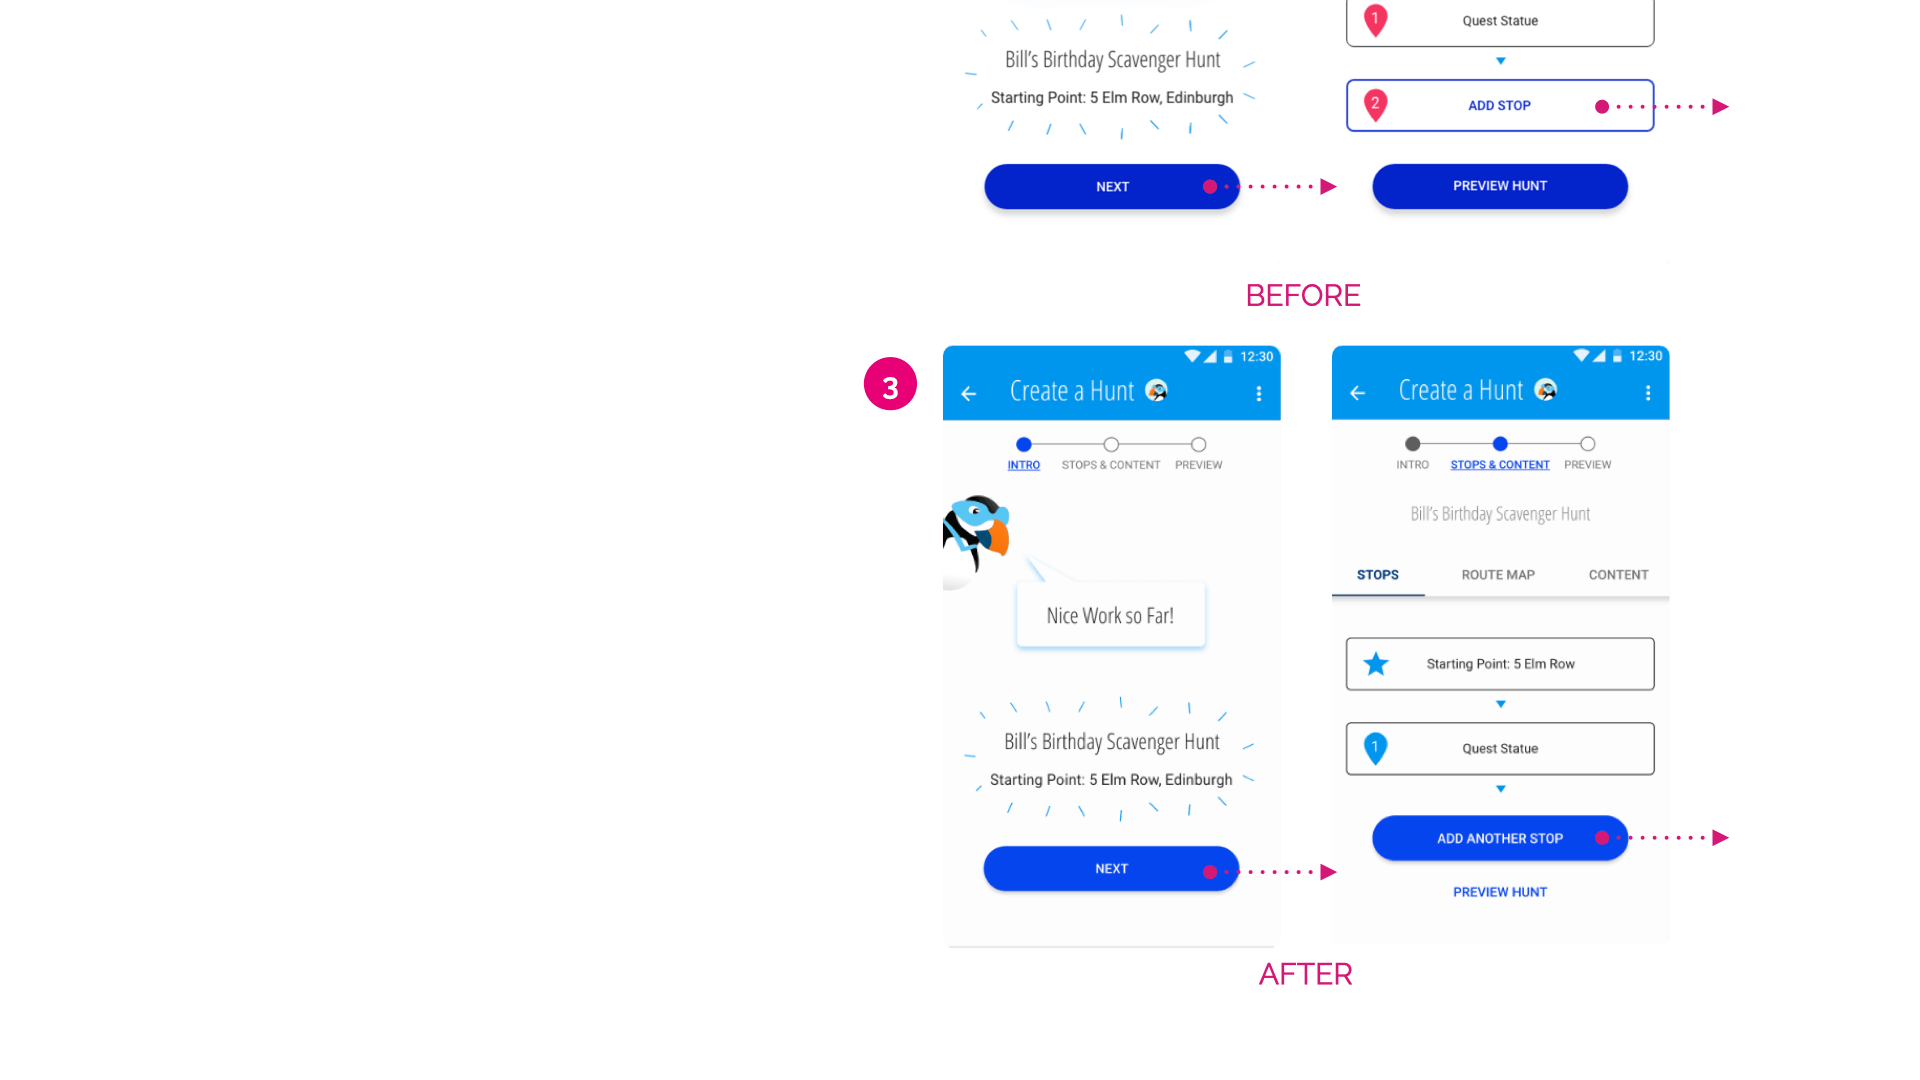 Bill's Birthday Scavenger Hunt
Starting Point: 5 Elm Row, Edinburgh
NEXT
1
Quest Statue
2
ADD STOP
PREVIEW HUNT
BEFORE
3
12:30
Create a Hunt
INTRO
STOPS & CONTENT
PREVIEW
Nice Work so Far!
Bill's Birthday Scavenger Hunt
Starting Point: 5 Elm Row, Edinburgh
NEXT
12:30
Create a Hunt
INTRO
STOPS & CONTENT
PREVIEW
Bill's Birthday Scavenger Hunt
STOPS
ROUTE MAP
CONTENT
Starting Point: 5 Elm Row
1
Quest Statue
ADD ANOTHER STOP
PREVIEW HUNT
AFTER